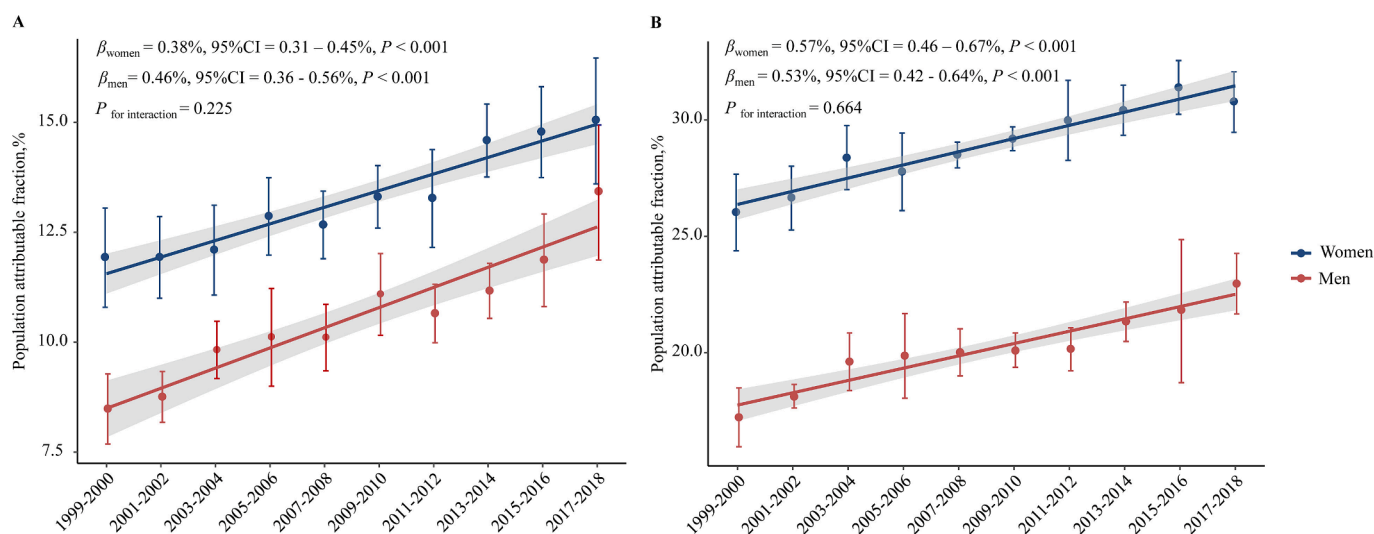 A
βwomen = 0.38%, 95%CI = 0.31 – 0.45%, P < 0.001
βmen= 0.46%, 95%CI = 0.36 - 0.56%, P < 0.001
P for interaction = 0.225
Population attributable fraction,%
15.0
12.5
10.0
7.5
1999-2000
2001-2002
2003-2004
2005-2006
2007-2008
2009-2010
2011-2012
2013-2014
2015-2016
2017-2018
B
βwomen = 0.57%, 95%CI = 0.46 – 0.67%, P < 0.001
βmen = 0.53%, 95%CI = 0.42 - 0.64%, P < 0.001
P for interaction = 0.664
Population attributable fraction,%
30.0
25.0
20.0
1999-2000
2001-2002
2003-2004
2005-2006
2007-2008
2009-2010
2011-2012
2013-2014
2015-2016
2017-2018
Women
Men